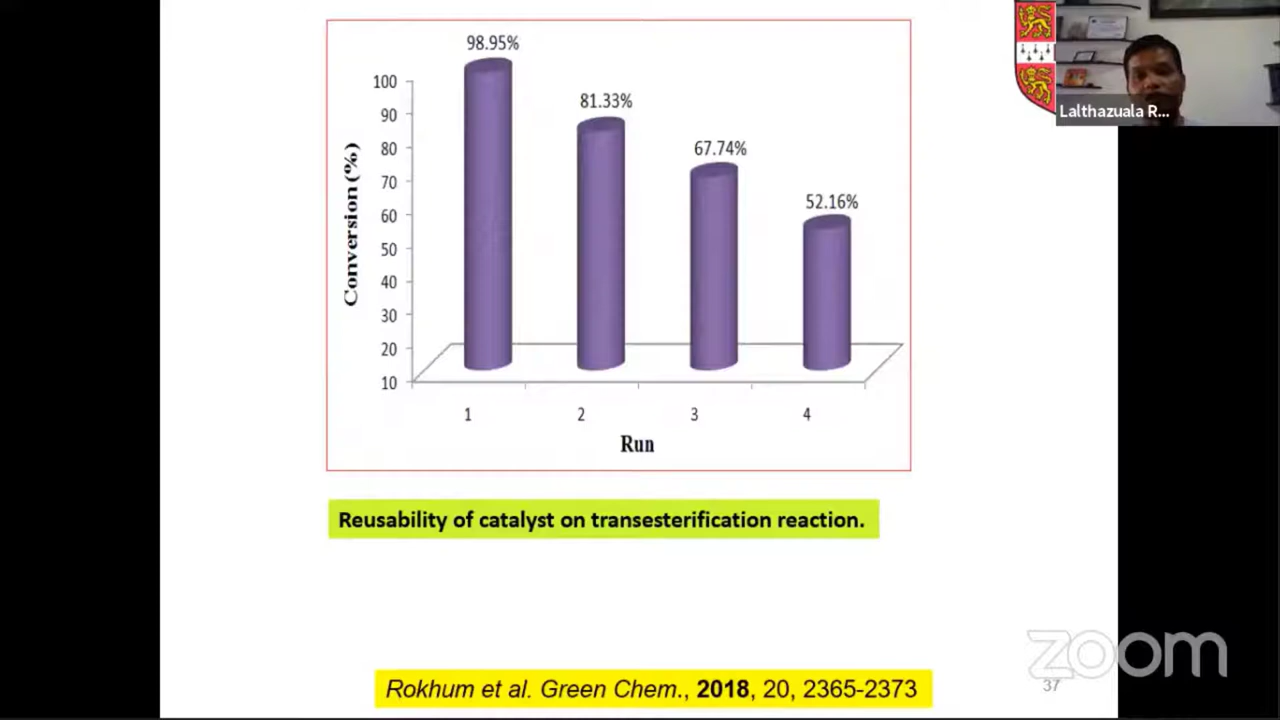 98.95%
81.33%
67.74%
52.16%
100
90
80
70
60
50
40
30
20
10
Conversion (%)
1 2 3 4
Run
Reusability of catalyst on transesterification reaction.
Rokhum et al. Green Chem., 2018, 20, 2365-2373
37
zoom
Lalthazuala R...